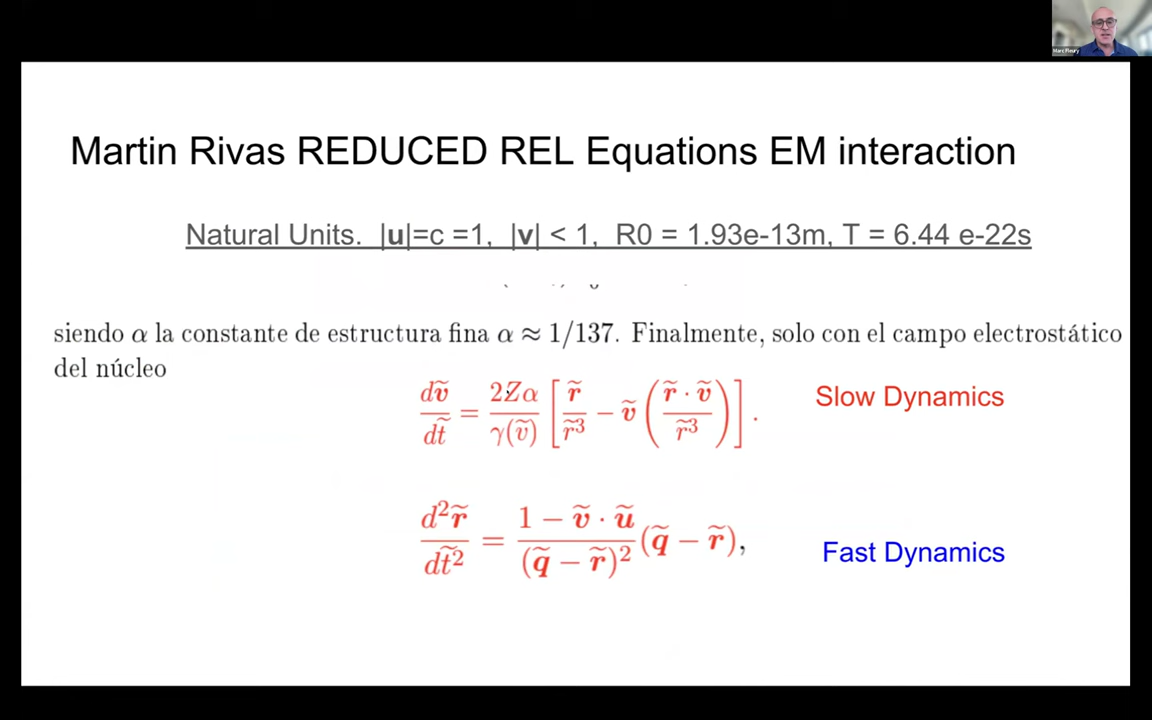 Marc Fleury
Martin Rivas REDUCED REL Equations EM interaction
Natural Units. |u|=c =1, |v| < 1, R0 = 1.93e-13m, T = 6.44 e-22s
siendo α la constante de estructura fina α ≈ 1/137. Finalmente, solo con el campo electrostático
del núcleo
dṽ/dt̃ = 2Zα/γ(ṽ) [ r̃/r̃³ − ṽ ( r̃ · ṽ/r̃³ ) ] .
Slow Dynamics
d²r̃/dt̃² = 1 − ṽ · ũ/(q̃ − r̃)² (q̃ − r̃),
Fast Dynamics